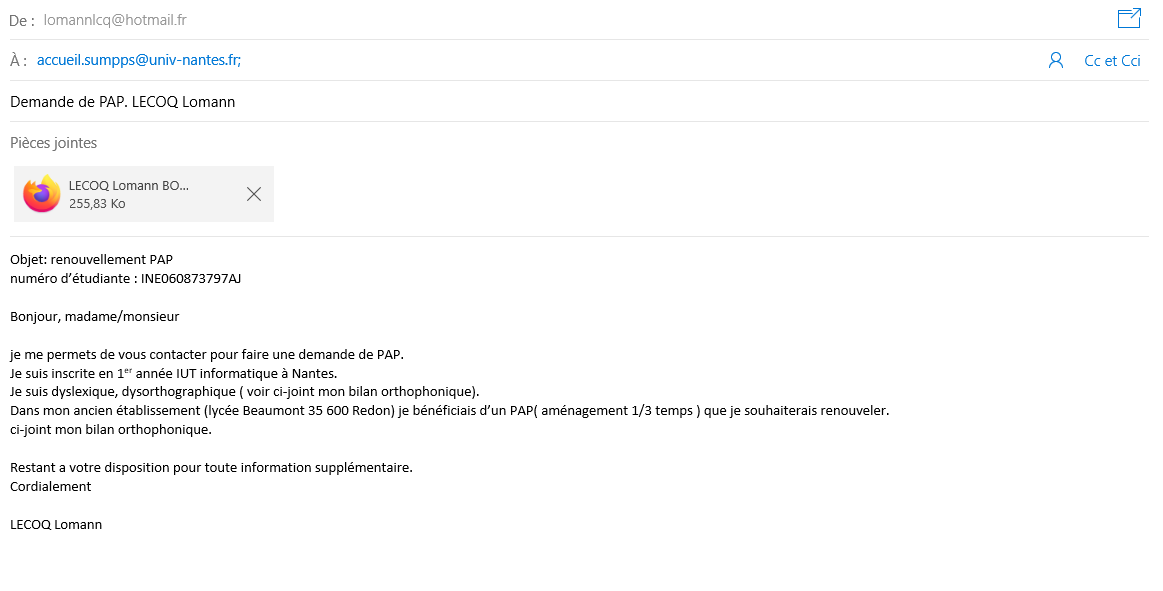 De : lomannlcq@hotmail.fr
À : accueil.sumpps@univ-nantes.fr; Cc et Cci
Demande de PAP. LECOQ Lomann
Pièces jointes
LECOQ Lomann BO...
255,83 Ko
Objet: renouvellement PAP
numéro d’étudiante : INE060873797AJ
Bonjour, madame/monsieur
je me permets de vous contacter pour faire une demande de PAP.
Je suis inscrite en 1er année IUT informatique à Nantes.
Je suis dyslexique, dysorthographique ( voir ci-joint mon bilan orthophonique).
Dans mon ancien établissement (lycée Beaumont 35 600 Redon) je bénéficiais d’un PAP( aménagement 1/3 temps ) que je souhaiterais renouveler.
ci-joint mon bilan orthophonique.
Restant a votre disposition pour toute information supplémentaire.
Cordialement
LECOQ Lomann